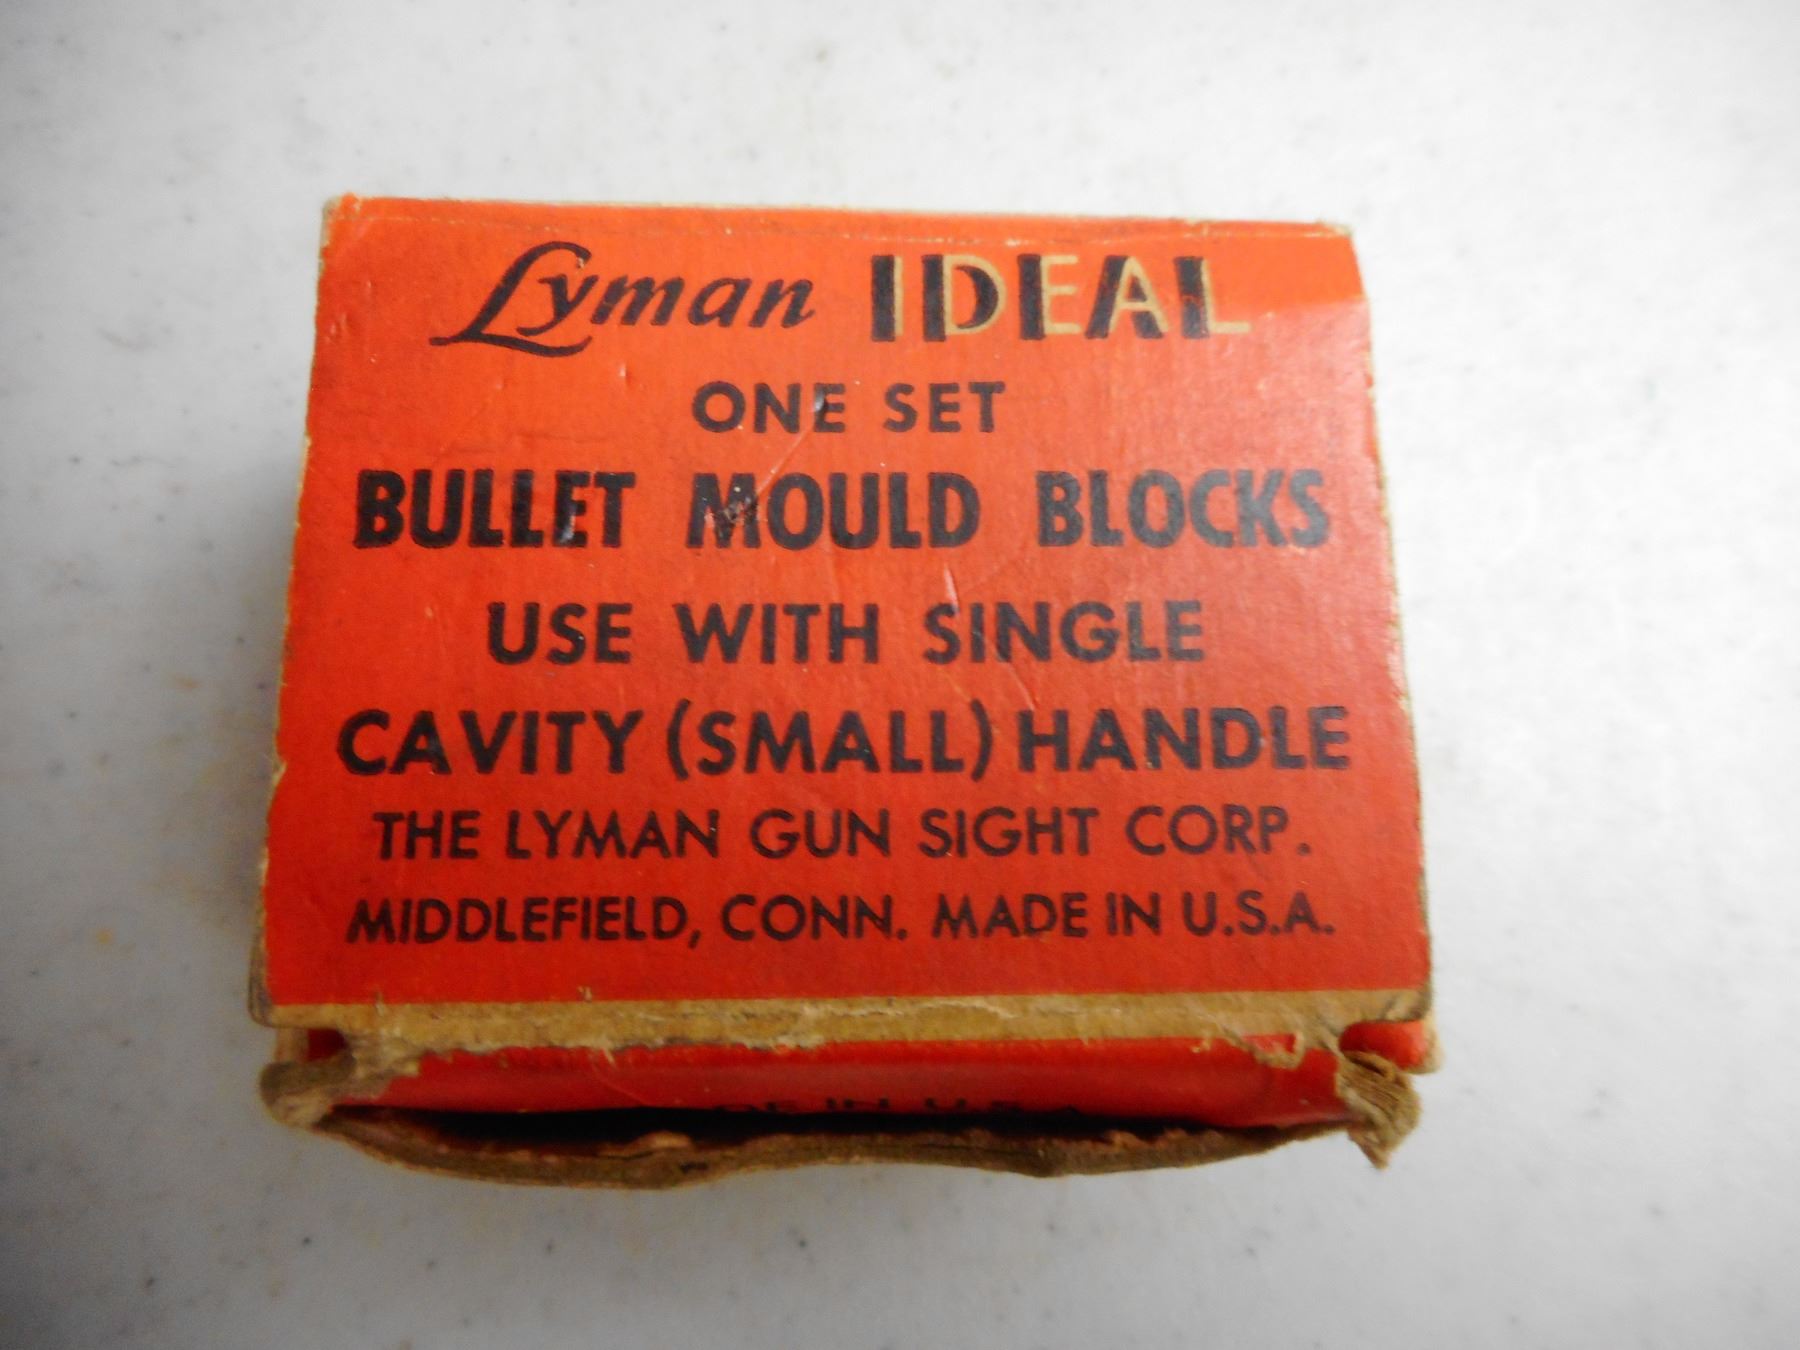 Lyman IDEAL
ONE SET
BULLET MOULD BLOCKS
USE WITH SINGLE
CAVITY (SMALL) HANDLE
THE LYMAN GUN SIGHT CORP.
MIDDLEFIELD, CONN. MADE IN U.S.A.
IN U.S.A.